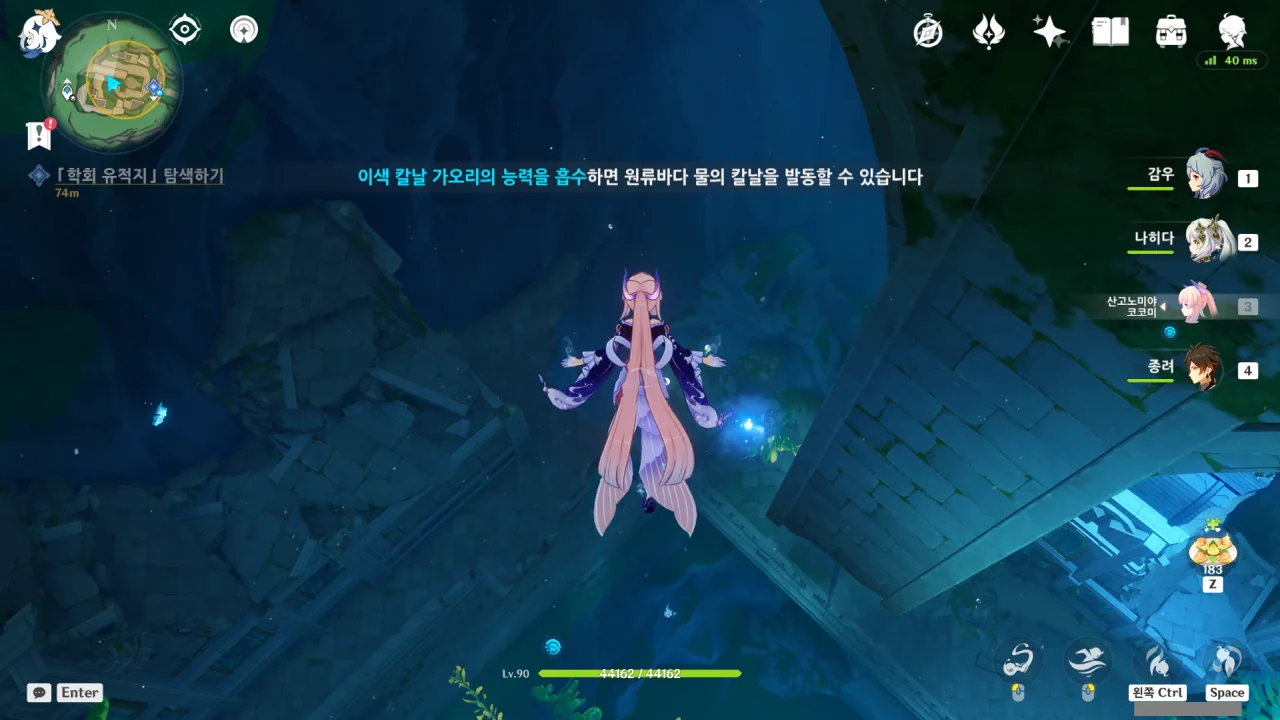 N
40 ms
「학회 유적지」 탐색하기
74m
이색 칼날 가오리의 능력을 흡수하면 원류바다 물의 칼날을 발동할 수 있습니다
감우
1
나히다
2
산고노미야
코코미
3
종려
4
183
Z
Lv.90
44162 / 44162
Enter
왼쪽 Ctrl
Space